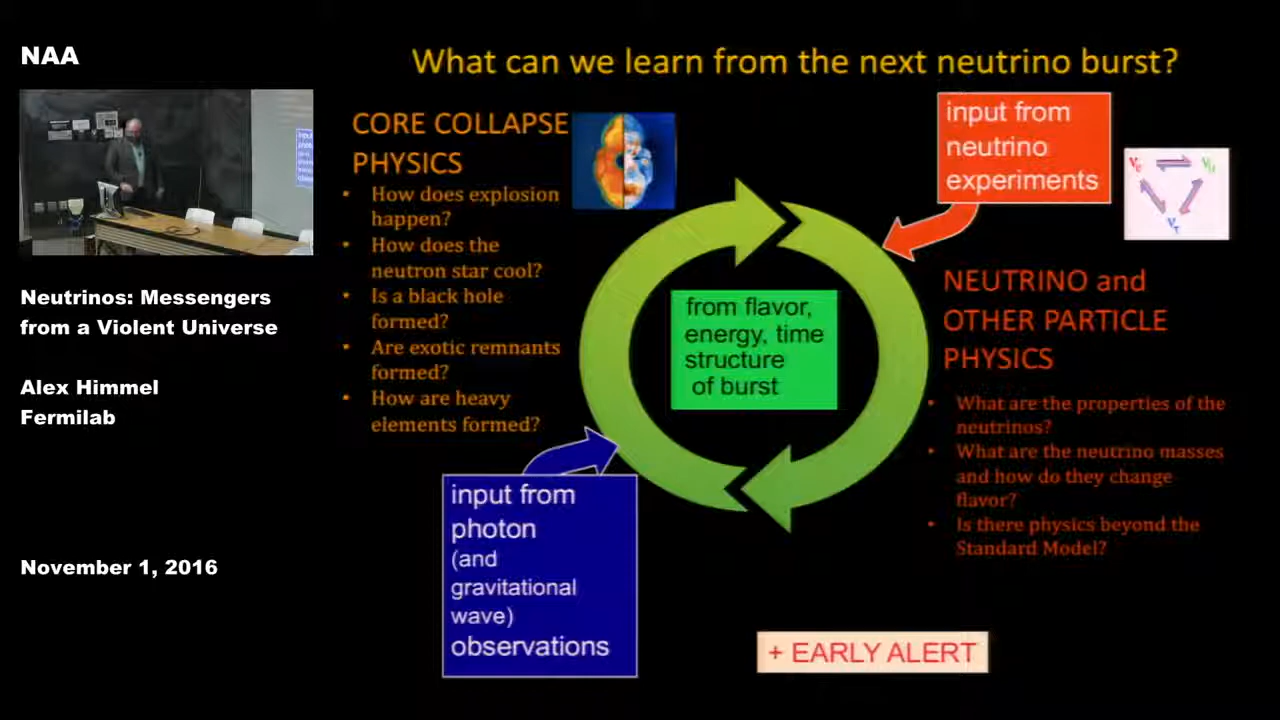 NAA
Neutrinos: Messengers
from a Violent Universe
Alex Himmel
Fermilab
November 1, 2016
What can we learn from the next neutrino burst?
CORE COLLAPSE
PHYSICS
• How does explosion
happen?
• How does the
neutron star cool?
• Is a black hole
formed?
• Are exotic remnants
formed?
• How are heavy
elements formed?
input from
photon
(and
gravitational
wave)
observations
from flavor,
energy, time
structure
of burst
input from
neutrino
experiments
NEUTRINO and
OTHER PARTICLE
PHYSICS
• What are the properties of the
neutrinos?
• What are the neutrino masses
and how do they change
flavor?
• Is there physics beyond the
Standard Model?
+ EARLY ALERT